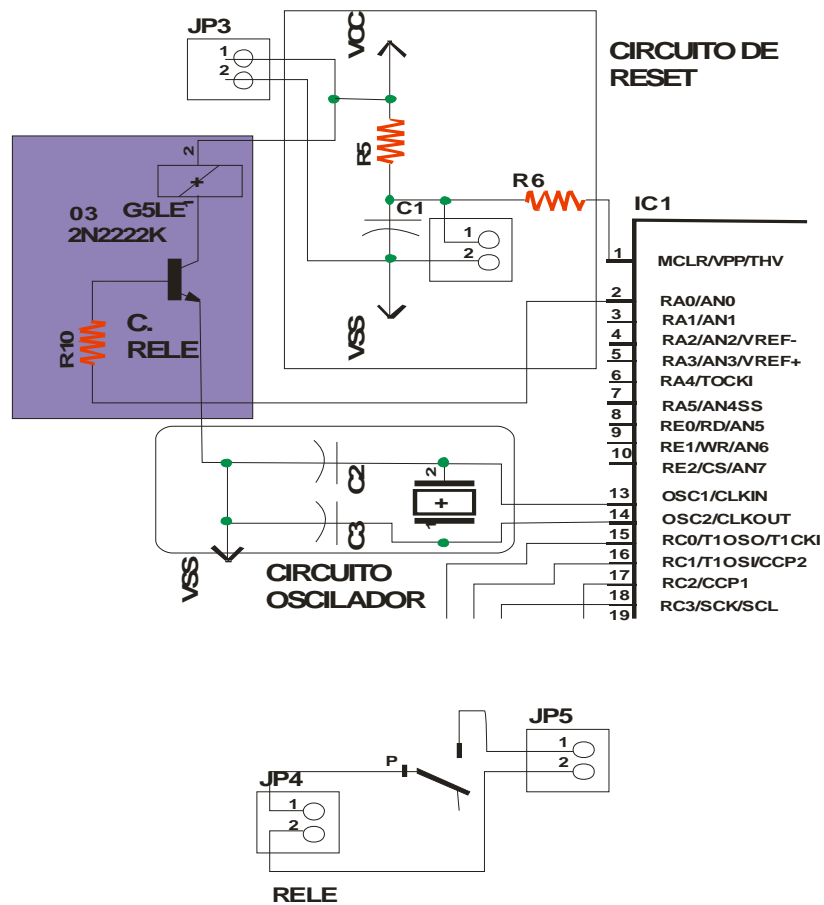 JP3
1
2
VCC
CIRCUITO DE
RESET
R5
2
+
1
03 G5LE
2N2222K
C1
1
2
R6
IC1
VSS
R10
C.
RELE
1 MCLR/VPP/THV
2 RA0/AN0
3 RA1/AN1
4 RA2/AN2/VREF-
5 RA3/AN3/VREF+
6 RA4/TOCKI
7 RA5/AN4SS
8 RE0/RD/AN5
9 RE1/WR/AN6
10 RE2/CS/AN7
13 OSC1/CLKIN
14 OSC2/CLKOUT
15 RC0/T1OSO/T1CKI
16 RC1/T1OSI/CCP2
17 RC2/CCP1
18 RC3/SCK/SCL
19
C2
C3
2
+
1
VSS
CIRCUITO
OSCILADOR
P
JP5
1
2
JP4
1
2
RELE